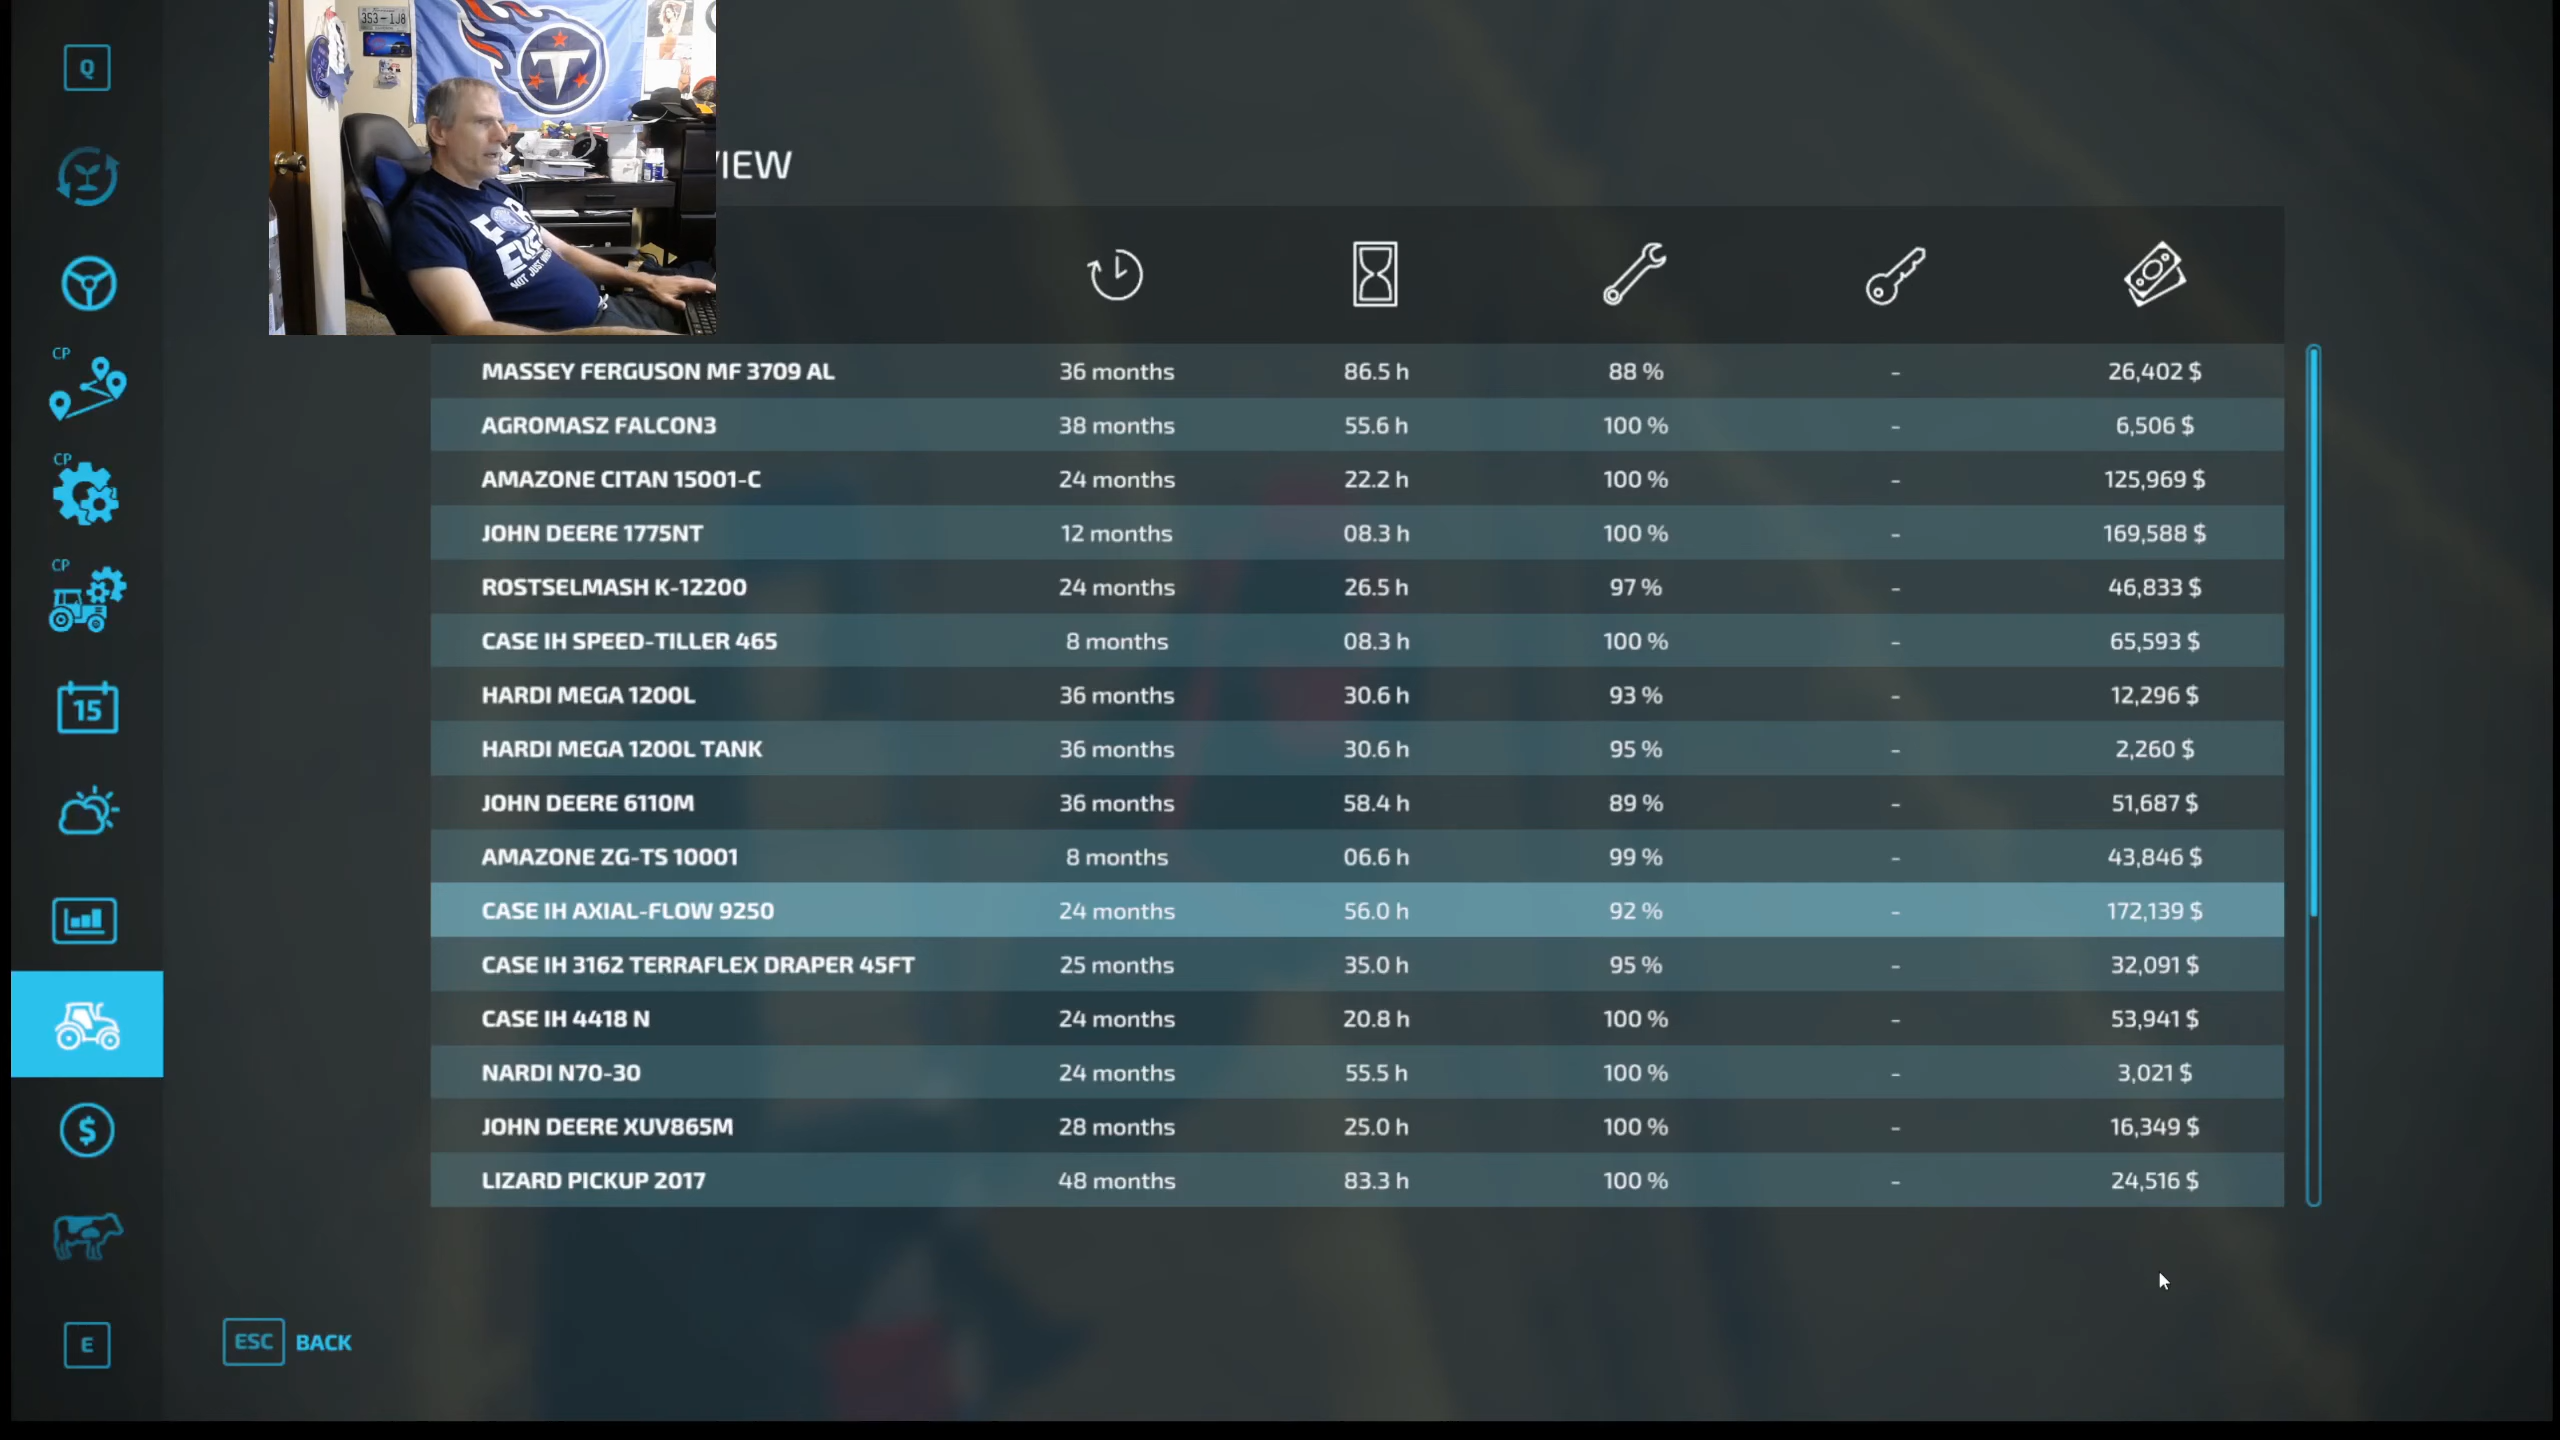 Q
353-1J8
VIEW
MASSEY FERGUSON MF 3709 AL 36 months 86.5 h 88 % - 26,402 $
AGROMASZ FALCON3 38 months 55.6 h 100 % - 6,506 $
AMAZONE CITAN 15001-C 24 months 22.2 h 100 % - 125,969 $
JOHN DEERE 1775NT 12 months 08.3 h 100 % - 169,588 $
ROSTSELMASH K-12200 24 months 26.5 h 97 % - 46,833 $
CASE IH SPEED-TILLER 465 8 months 08.3 h 100 % - 65,593 $
HARDI MEGA 1200L 36 months 30.6 h 93 % - 12,296 $
HARDI MEGA 1200L TANK 36 months 30.6 h 95 % - 2,260 $
JOHN DEERE 6110M 36 months 58.4 h 89 % - 51,687 $
AMAZONE ZG-TS 10001 8 months 06.6 h 99 % - 43,846 $
CASE IH AXIAL-FLOW 9250 24 months 56.0 h 92 % - 172,139 $
CASE IH 3162 TERRAFLEX DRAPER 45FT 25 months 35.0 h 95 % - 32,091 $
CASE IH 4418 N 24 months 20.8 h 100 % - 53,941 $
NARDI N70-30 24 months 55.5 h 100 % - 3,021 $
JOHN DEERE XUV865M 28 months 25.0 h 100 % - 16,349 $
LIZARD PICKUP 2017 48 months 83.3 h 100 % - 24,516 $
CP
CP
CP
15
$
E
ESC BACK
T
NOT JUST